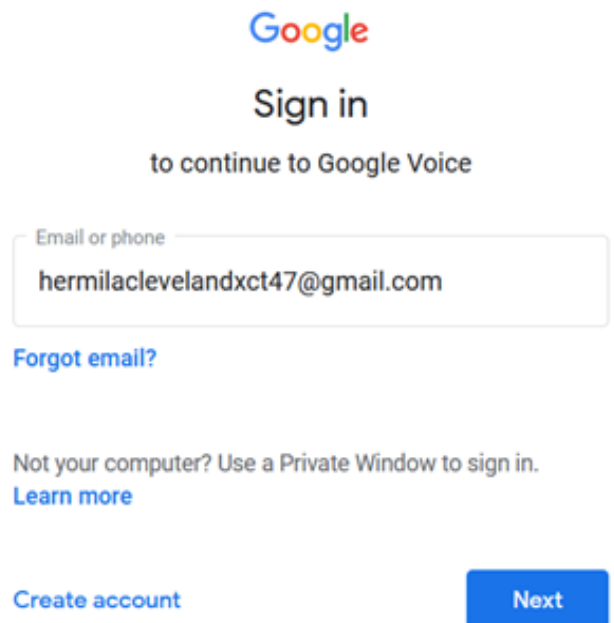 Google
Sign in
to continue to Google Voice
Email or phone
hermilaclevelandxct47@gmail.com
Forgot email?
Not your computer? Use a Private Window to sign in.
Learn more
Create account
Next